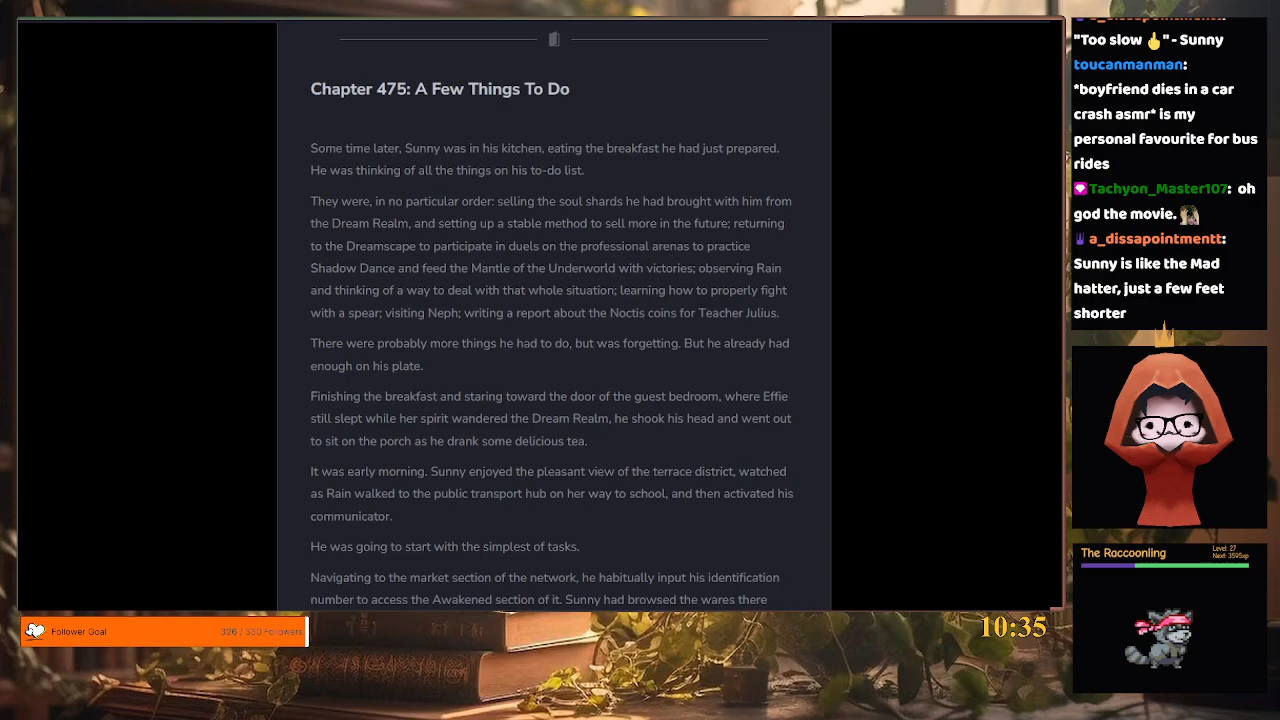 Chapter 475: A Few Things To Do
Some time later, Sunny was in his kitchen, eating the breakfast he had just prepared.
He was thinking of all the things on his to-do list.
They were, in no particular order: selling the soul shards he had brought with him from
the Dream Realm, and setting up a stable method to sell more in the future; returning
to the Dreamscape to participate in duels on the professional arenas to practice
Shadow Dance and feed the Mantle of the Underworld with victories; observing Rain
and thinking of a way to deal with that whole situation; learning how to properly fight
with a spear; visiting Neph; writing a report about the Noctis coins for Teacher Julius.
There were probably more things he had to do, but was forgetting. But he already had
enough on his plate.
Finishing the breakfast and staring toward the door of the guest bedroom, where Effie
still slept while her spirit wandered the Dream Realm, he shook his head and went out
to sit on the porch as he drank some delicious tea.
It was early morning. Sunny enjoyed the pleasant view of the terrace district, watched
as Rain walked to the public transport hub on her way to school, and then activated his
communicator.
He was going to start with the simplest of tasks.
Navigating to the market section of the network, he habitually input his identification
number to access the Awakened section of it. Sunny had browsed the wares there
a_dissapointmentt:
"Too slow🖕" - Sunny
toucanmanman:
*boyfriend dies in a car
crash asmr* is my
personal favourite for bus
rides
Tachyon_Master107: oh
god the movie.
a_dissapointmentt:
Sunny is like the Mad
hatter, just a few feet
shorter
The Raccoonling
Level: 27
Next: 3595xp
Follower Goal
326 / 330 Followers
10:35